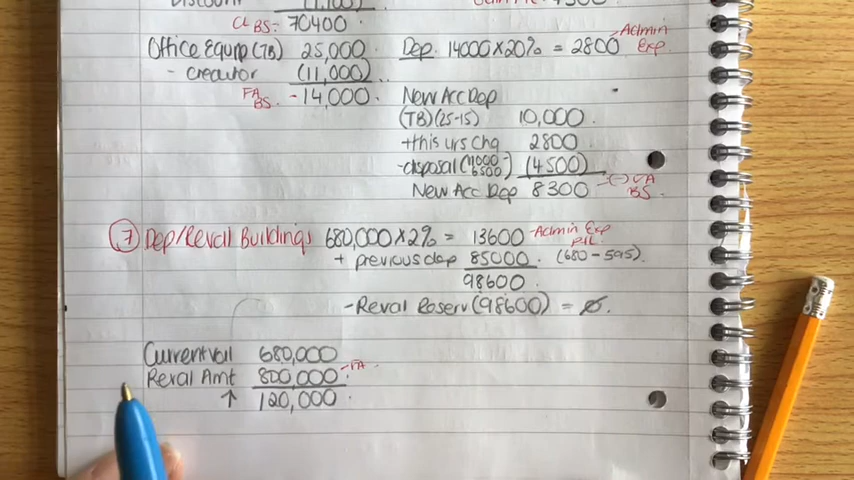 CL BS: 70400
Office Equip (TB) 25,000 Dep. 14000 x 20% = 2800 Admin Exp
- creditor (11,000)
FA BS. - 14,000. New Acc Dep
(TB) (25-15) 10,000
+ this yrs Chg 2800
- disposal (11000 6500) (4500)
New Acc Dep 8300
⑦ Dep/Reval Buildings 680,000 x 2% = 13600 - Admin Exp P/L
+ previous dep 85000. (680 - 595).
98600
- Reval Reserv (98600) = Ø.
Current val 680,000
Reval Amt 800,000 - FA
↑ 120,000